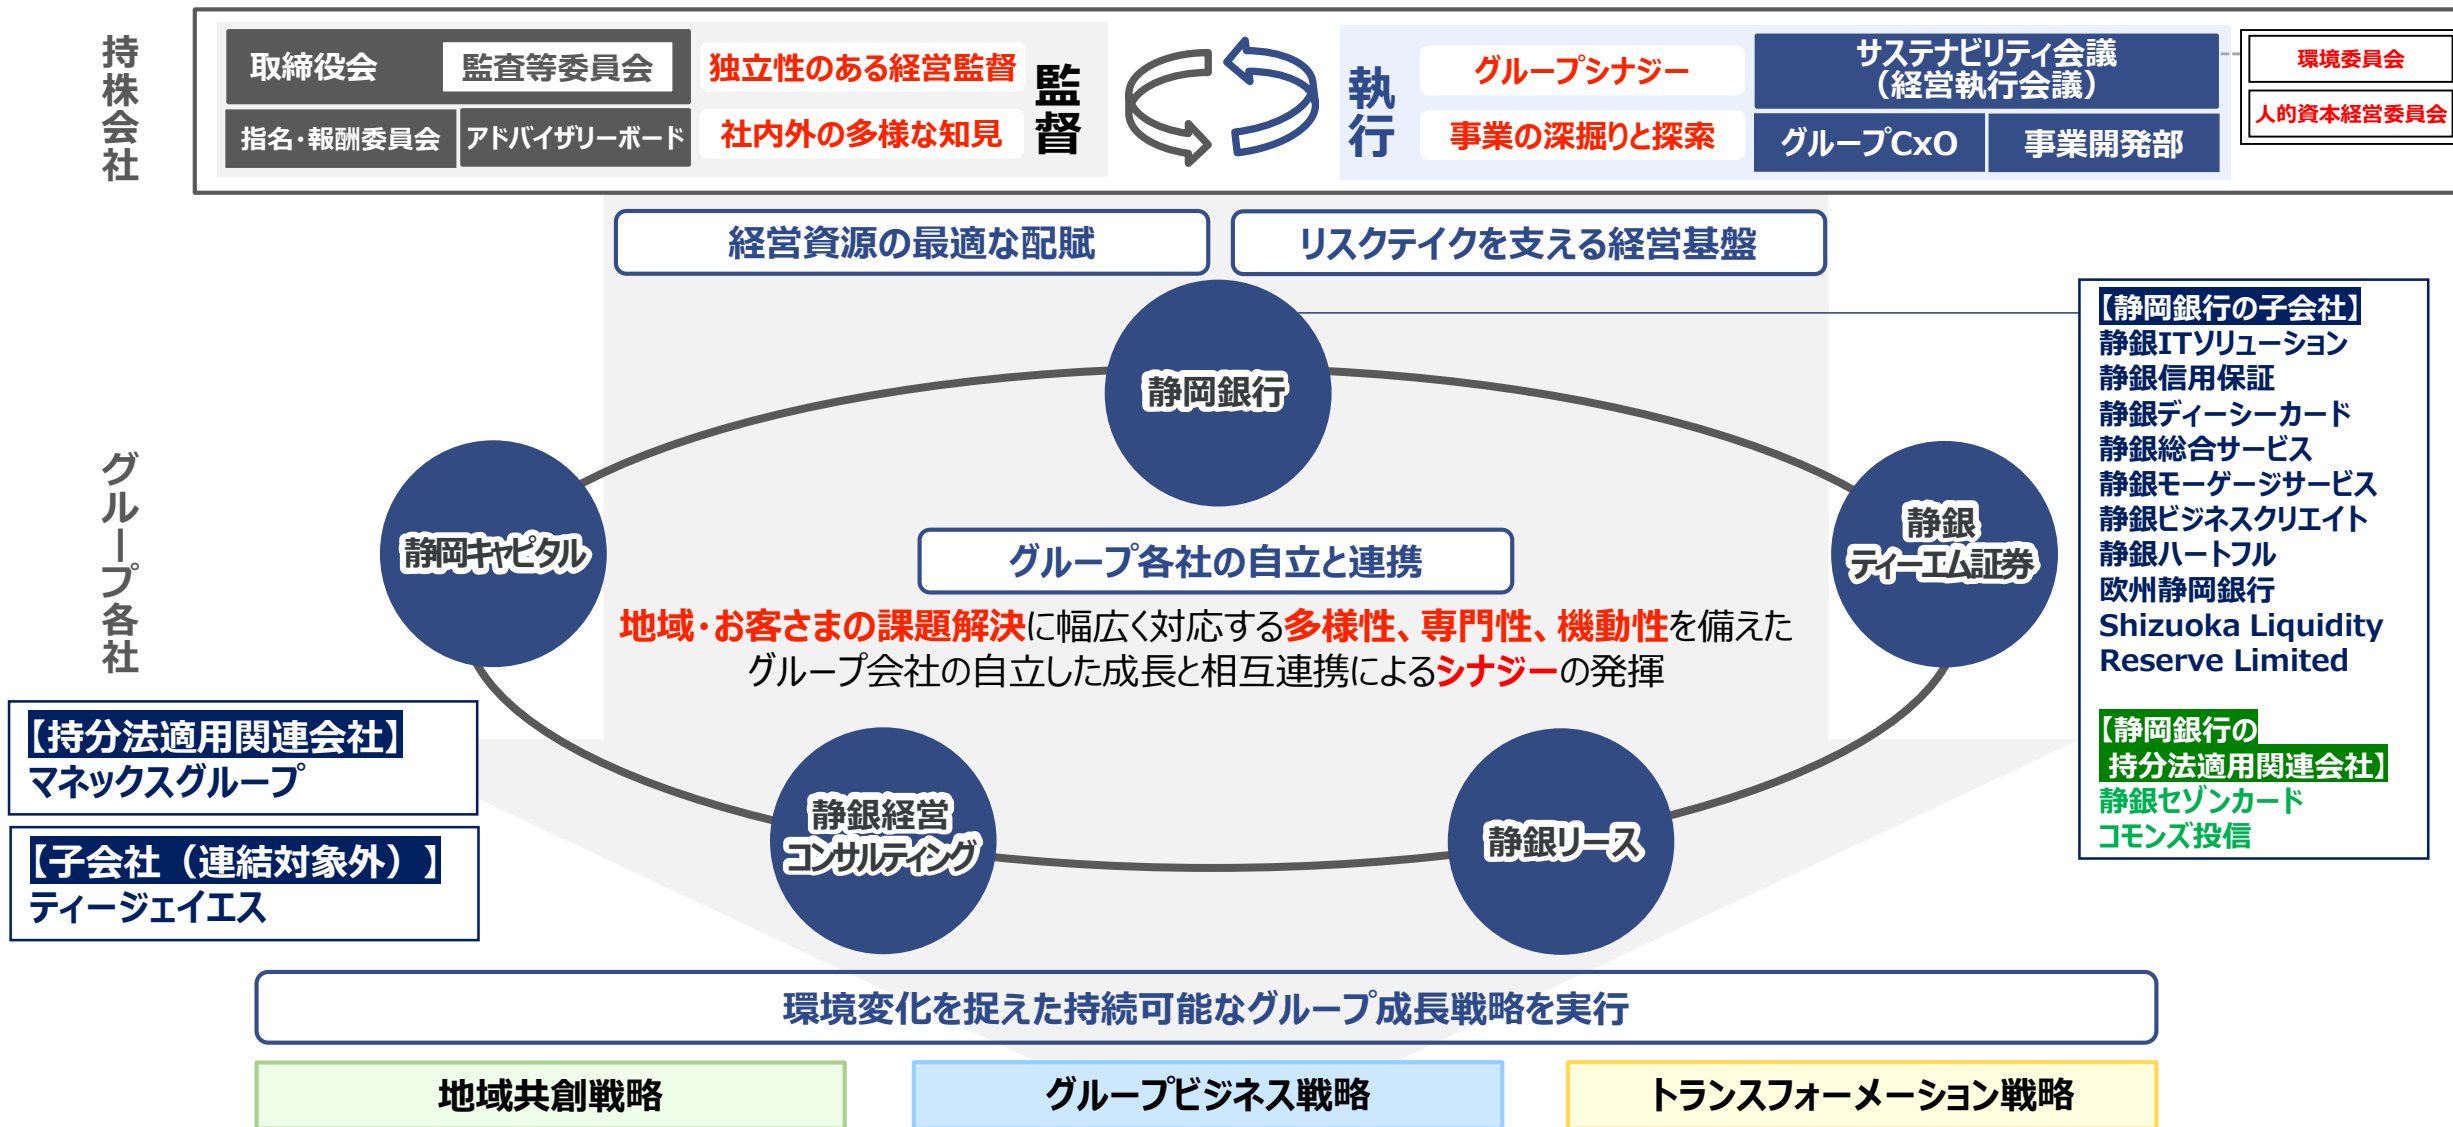 持株会社
取締役会
監査等委員会
指名・報酬委員会
アドバイザリーボード
独立性のある経営監督
社内外の多様な知見
監督
執行
グループシナジー
事業の深掘りと探索
サステナビリティ会議
（経営執行会議）
グループCxO
事業開発部
環境委員会
人的資本経営委員会
経営資源の最適な配賦
リスクテイクを支える経営基盤
グループ各社
静岡銀行
静岡キャピタル
静銀
ティーエム証券
グループ各社の自立と連携
地域・お客さまの課題解決に幅広く対応する多様性、専門性、機動性を備えた
グループ会社の自立した成長と相互連携によるシナジーの発揮
静銀経営
コンサルティング
静銀リース
【静岡銀行の子会社】
静銀ITソリューション
静銀信用保証
静銀ディーシーカード
静銀総合サービス
静銀モーゲージサービス
静銀ビジネスクリエイト
静銀ハートフル
欧州静岡銀行
Shizuoka Liquidity
Reserve Limited
【静岡銀行の
持分法適用関連会社】
静銀セゾンカード
コモンズ投信
【持分法適用関連会社】
マネックスグループ
【子会社（連結対象外）】
ティージェイエス
環境変化を捉えた持続可能なグループ成長戦略を実行
地域共創戦略
グループビジネス戦略
トランスフォーメーション戦略